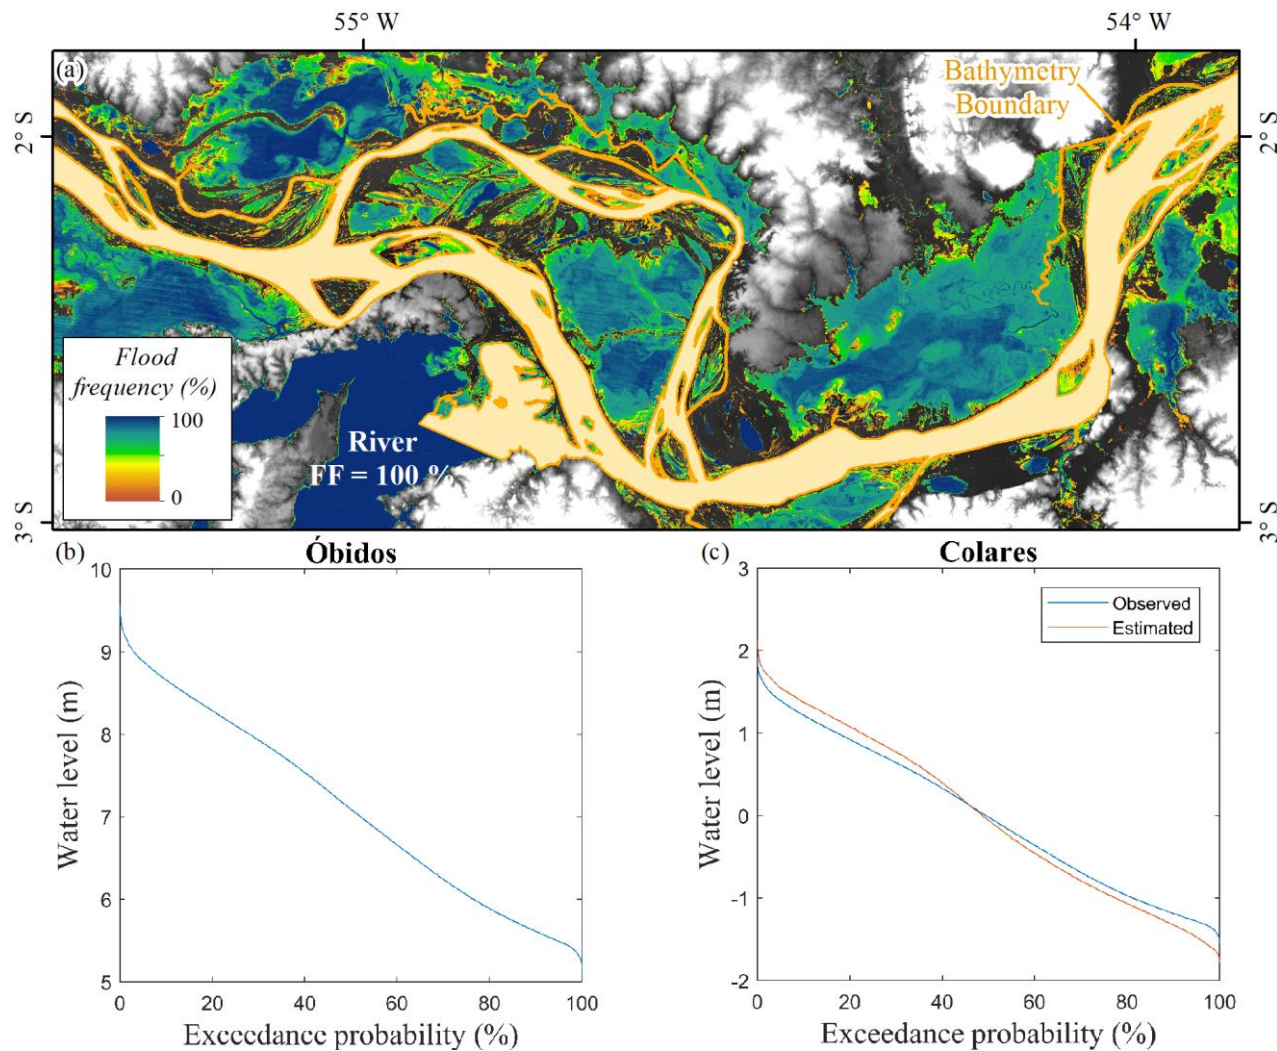 55° W
54° W
(a)
Bathymetry
Boundary
2° S
2° S
Flood
frequency (%)
100
0
River
FF = 100 %
3° S
3° S
(b)
Óbidos
10
9
8
7
6
5
Water level (m)
0
20
40
60
80
100
Exceedance probability (%)
(c)
Colares
Observed
Estimated
3
2
1
0
-1
-2
Water level (m)
0
20
40
60
80
100
Exceedance probability (%)